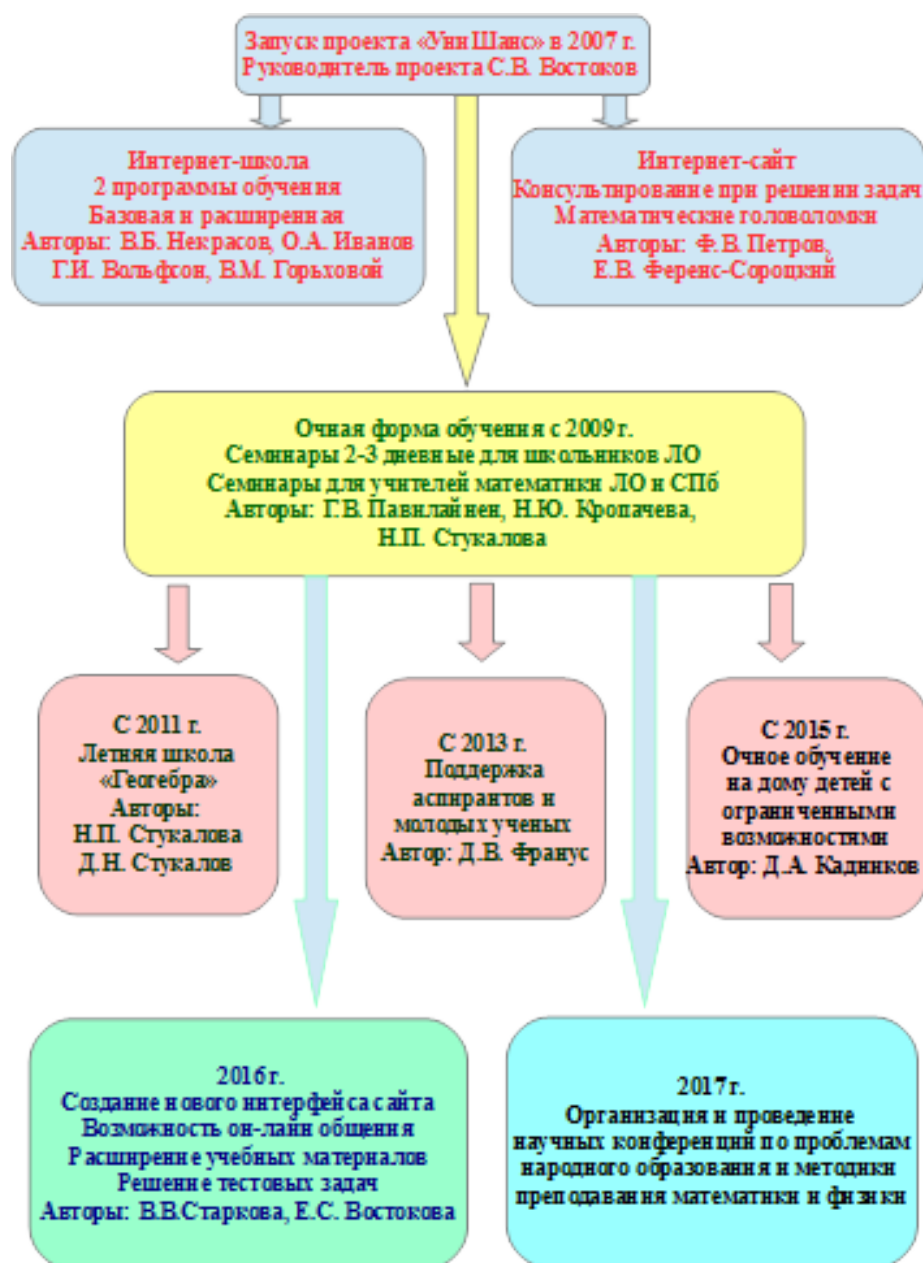 Запуск проекта «Уни Шанс» в 2007 г.
Руководитель проекта С.В. Востоков
Интернет-школа
2 программы обучения
Базовая и расширенная
Авторы: В.Б. Некрасов, О.А. Иванов
Г.И. Вольфсон, В.М. Горьховой
Интернет-сайт
Консультирование при решении задач
Математические головоломки
Авторы: Ф.В. Петров,
Е.В. Ференс-Сороцкий
Очная форма обучения с 2009 г.
Семинары 2-3 дневные для школьников ЛО
Семинары для учителей математики ЛО и СПб
Авторы: Г.В. Павилайнен, Н.Ю. Кропачева,
Н.П. Стукалова
С 2011 г.
Летняя школа
«Геогебра»
Авторы:
Н.П. Стукалова
Д.Н. Стукалов
С 2013 г.
Поддержка
аспирантов и
молодых ученых
Автор: Д.В. Франус
С 2015 г.
Очное обучение
на дому детей с
ограниченными
возможностями
Автор: Д.А. Кадников
2016 г.
Создание нового интерфейса сайта
Возможность он-лайн общения
Расширение учебных материалов
Решение тестовых задач
Авторы: В.В.Старкова, Е.С. Востокова
2017 г.
Организация и проведение
научных конференций по проблемам
народного образования и методики
преподавания математики и физики